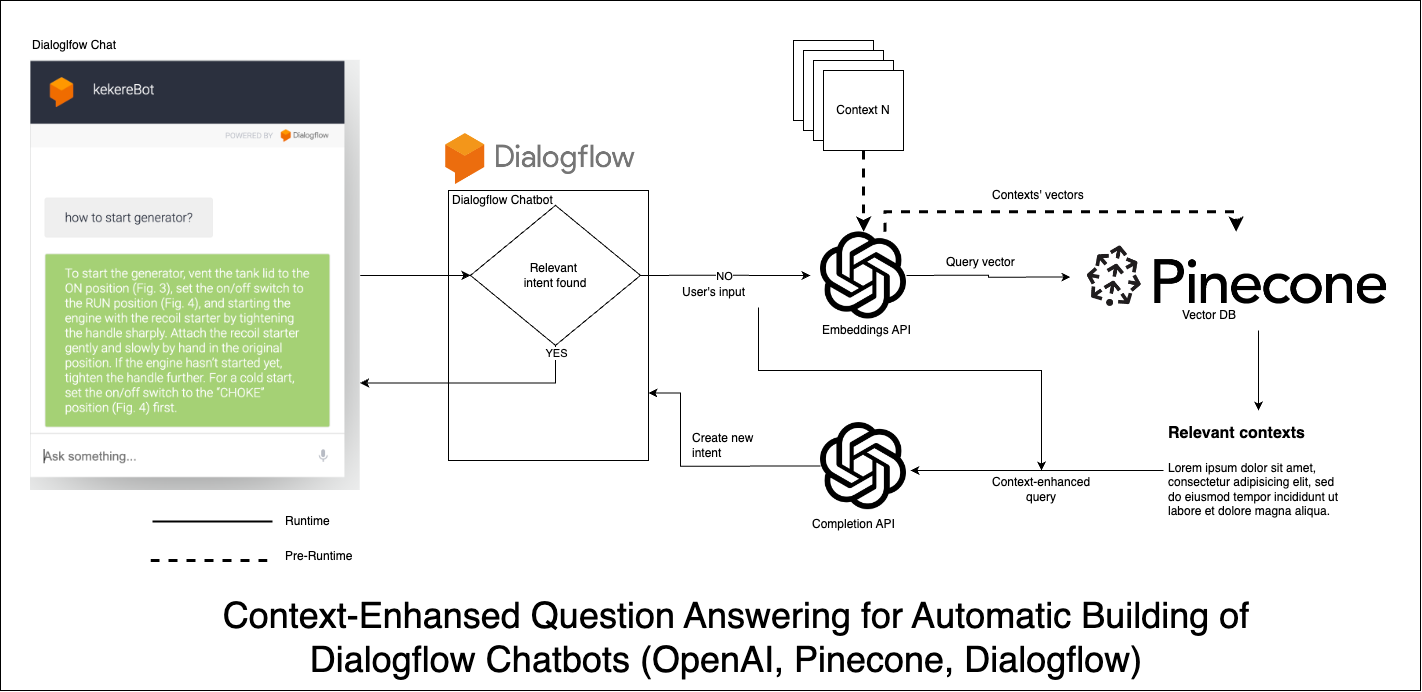 Dialoglfow Chat
kekereBot
POWERED BY Dialogflow
how to start generator?
To start the generator, vent the tank lid to the
ON position (Fig. 3), set the on/off switch to
the RUN position (Fig. 4), and starting the
engine with the recoil starter by tightening
the handle sharply. Attach the recoil starter
gently and slowly by hand in the original
position. If the engine hasn't started yet,
tighten the handle further. For a cold start,
set the on/off switch to the "CHOKE"
position (Fig. 4) first.
Ask something...
Runtime
Pre-Runtime
Dialogflow
Dialogflow Chatbot
Relevant
intent found
YES
NO
User's input
Context N
Contexts' vectors
Embeddings API
Query vector
Pinecone
Vector DB
Relevant contexts
Lorem ipsum dolor sit amet,
consectetur adipisicing elit, sed
do eiusmod tempor incididunt ut
labore et dolore magna aliqua.
Context-enhanced
query
Completion API
Create new
intent
Context-Enhansed Question Answering for Automatic Building of
Dialogflow Chatbots (OpenAI, Pinecone, Dialogflow)